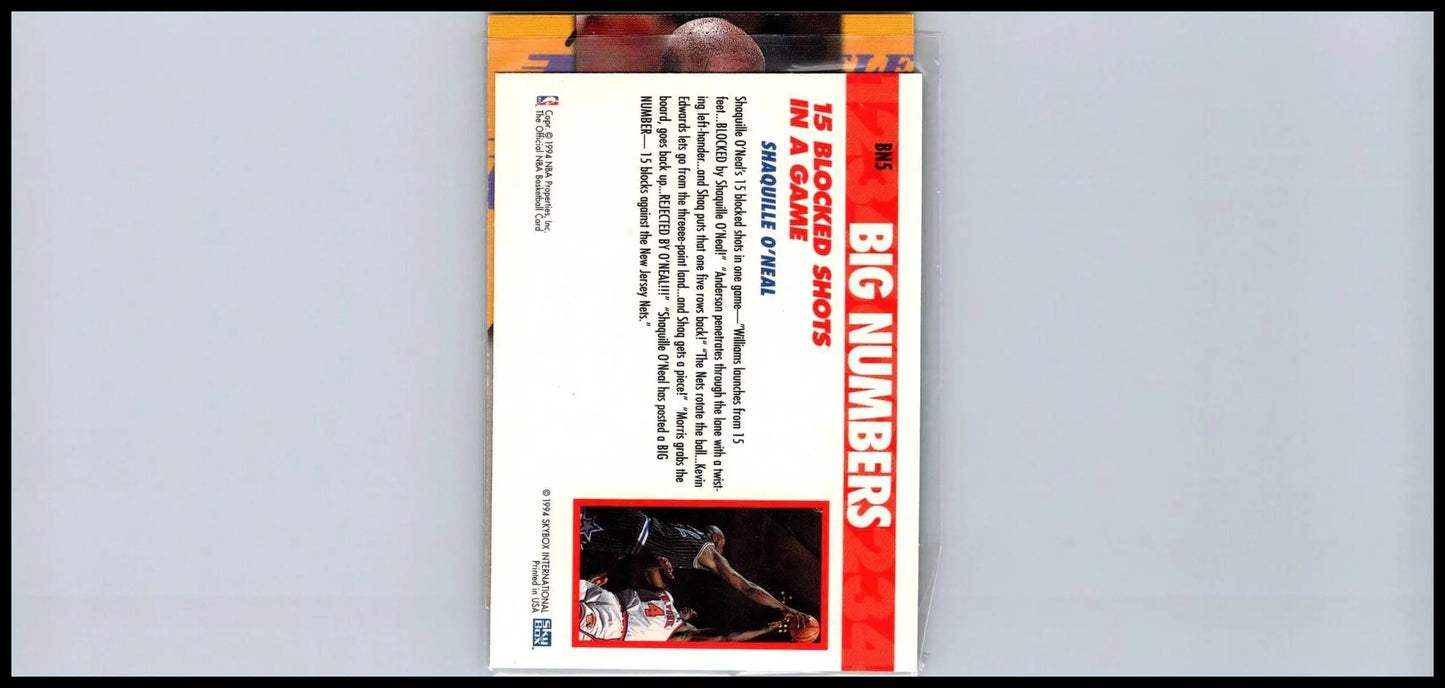 BN5
BIG NUMBERS
15 BLOCKED SHOTS
IN A GAME
SHAQUILLE O'NEAL
Shaquille O'Neal's 15 blocked shots in one game— "Williams launches from 15
feet...BLOCKED by Shaquille O'Neal!" "Anderson penetrates through the lane with a twist-
ing left-hander...and Shaq puts that one five rows back!" "The Nets rotate the ball...Kevin
Edwards lets go from the threeee-point land...and Shaq gets a piece!" "Morris grabs the
board, goes back up...REJECTED BY O'NEAL!!!" "Shaquille O'Neal has posted a BIG
NUMBER— 15 blocks against the New Jersey Nets."
Copr. © 1994 NBA Properties, Inc.
The Official NBA Basketball Card
© 1994 SKYBOX INTERNATIONAL
Printed in USA
SKY
BOX